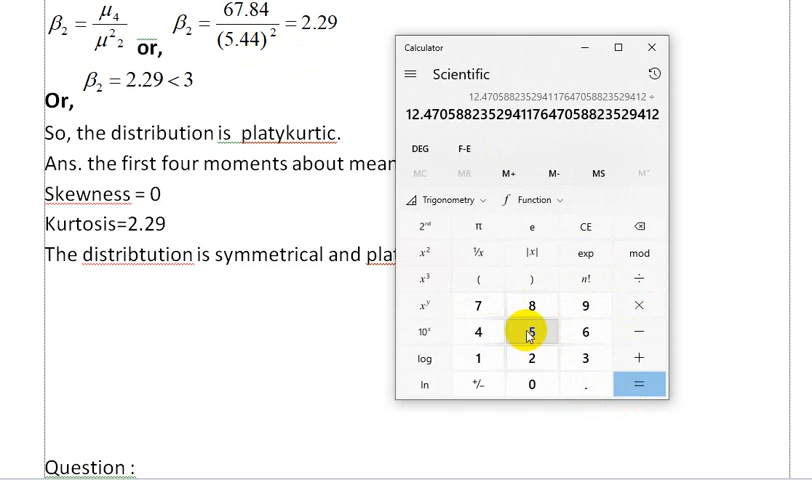 β₂ = μ₄ / μ²₂ or, β₂ = 67.84 / (5.44)² = 2.29
β₂ = 2.29 < 3
Or,
So, the distribution is platykurtic.
Ans. the first four moments about mean
Skewness = 0
Kurtosis=2.29
The distribtution is symmetrical and plat
Question :
Calculator
Scientific
12.470588235294117647058823529412 ÷
12.470588235294117647058823529412
DEG F-E
MC MR M+ M- MS M˅
Trigonometry f Function
2ⁿᵈ π e CE
x² ¹/x |x| exp mod
x³ ( ) n! ÷
xʸ 7 8 9 ×
10ˣ 4 5 6 −
log 1 2 3 +
ln +/- 0 . =